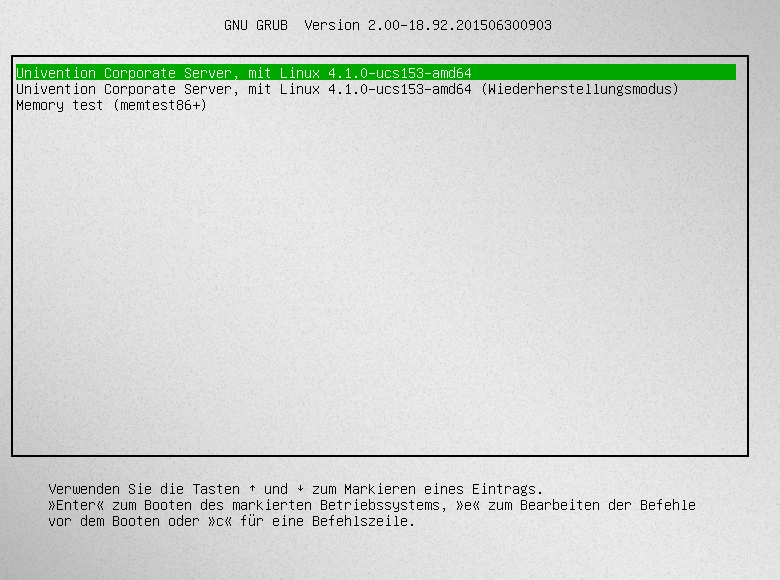 GNU GRUB  Version 2.00-18.92.201506300903
Univention Corporate Server, mit Linux 4.1.0-ucs153-amd64
Univention Corporate Server, mit Linux 4.1.0-ucs153-amd64 (Wiederherstellungsmodus)
Memory test (memtest86+)
Verwenden Sie die Tasten ↑ und ↓ zum Markieren eines Eintrags.
»Enter« zum Booten des markierten Betriebssystems, »e« zum Bearbeiten der Befehle
vor dem Booten oder »c« für eine Befehlszeile.